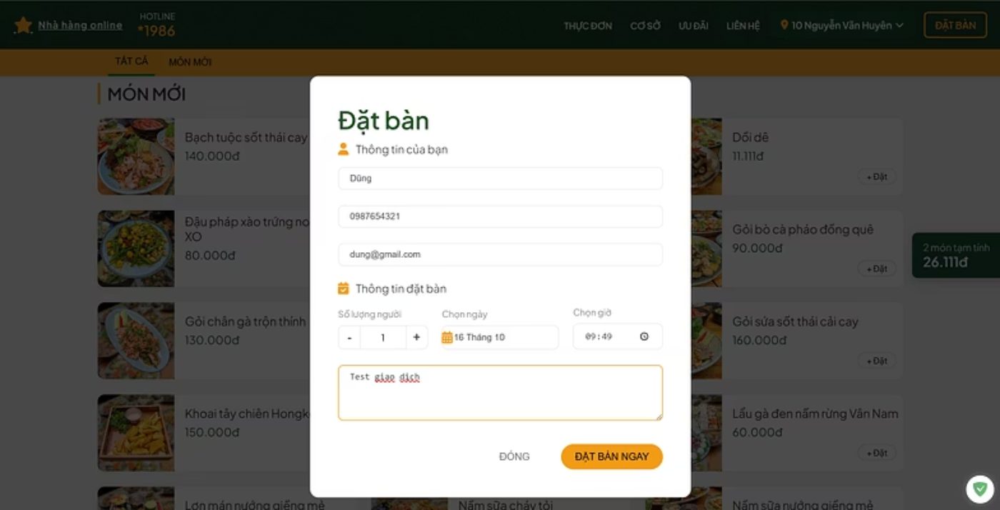 Nhà hàng online
HOTLINE
*1986
THỰC ĐƠN
CƠ SỞ
ƯU ĐÃI
LIÊN HỆ
10 Nguyễn Văn Huyên
ĐẶT BÀN
TẤT CẢ
MÓN MỚI
MÓN MỚI
Bạch tuộc sốt thái cay
140.000đ
Dồi dê
11.111đ
+ Đặt
Đậu pháp xào trứng no
XO
80.000đ
Gỏi bò cà pháo đồng quê
90.000đ
+ Đặt
Gỏi chân gà trộn thính
130.000đ
Gỏi sứa sốt thái cải cay
160.000đ
+ Đặt
Khoai tây chiên Hongk
150.000đ
Lẩu gà đen nấm rừng Vân Nam
60.000đ
+ Đặt
Lợn mán nướng giềng mẻ
Nầm sữa cháy tỏi
Nầm sữa nướng giềng mẻ
2 món tạm tính
26.111đ
Đặt bàn
Thông tin của bạn
Dũng
0987654321
dung@gmail.com
Thông tin đặt bàn
Số lượng người
Chọn ngày
Chọn giờ
- 1 +
16 Tháng 10
09:49
Test giap dich
ĐÓNG
ĐẶT BÀN NGAY